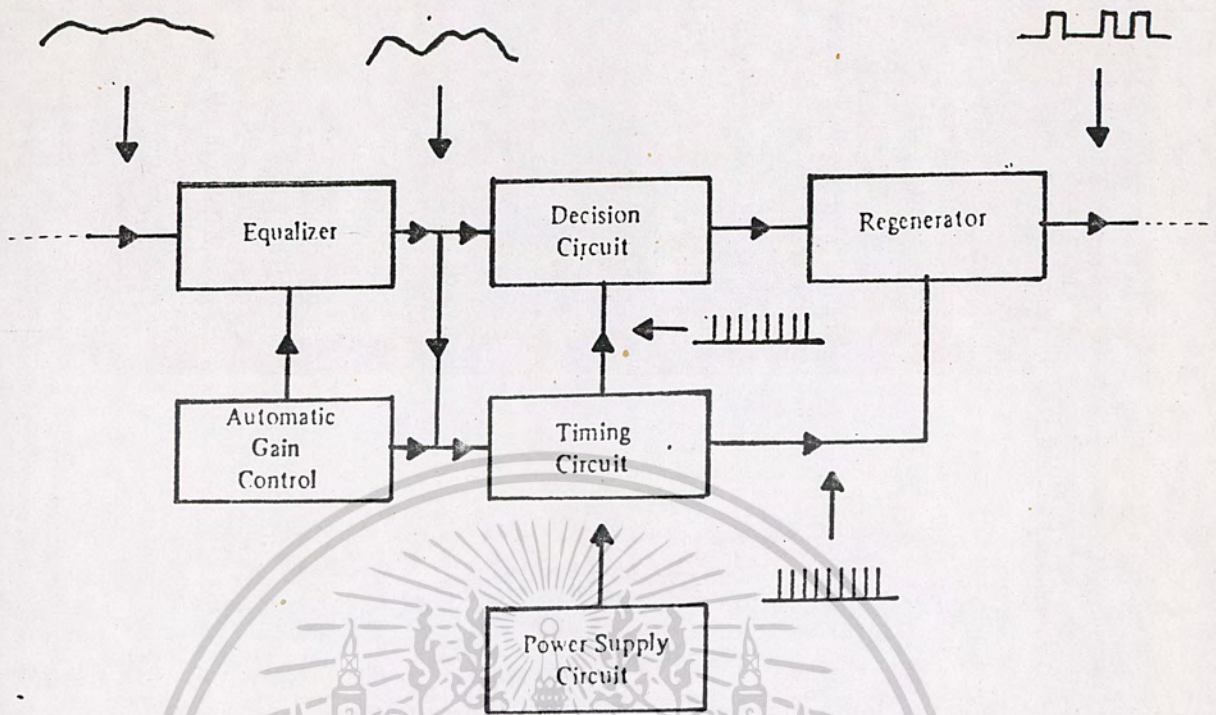 Equalizer
Decision
Circuit
Regenerator
Automatic
Gain
Control
Timing
Circuit
Power Supply
Circuit